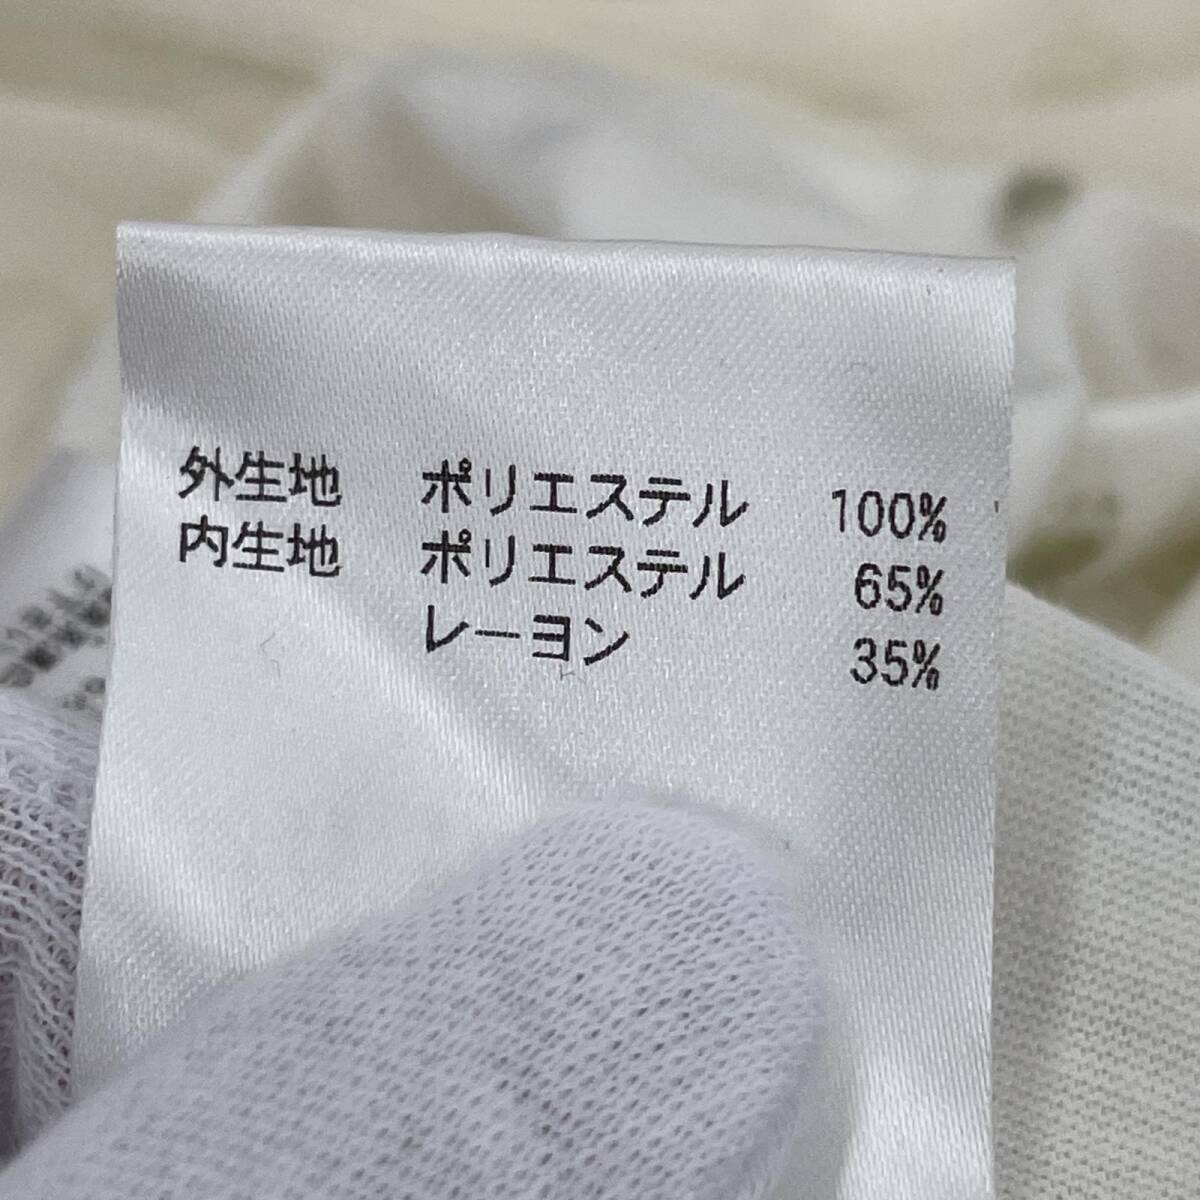 外生地 ポリエステル 100%
内生地 ポリエステル 65%
レーヨン 35%